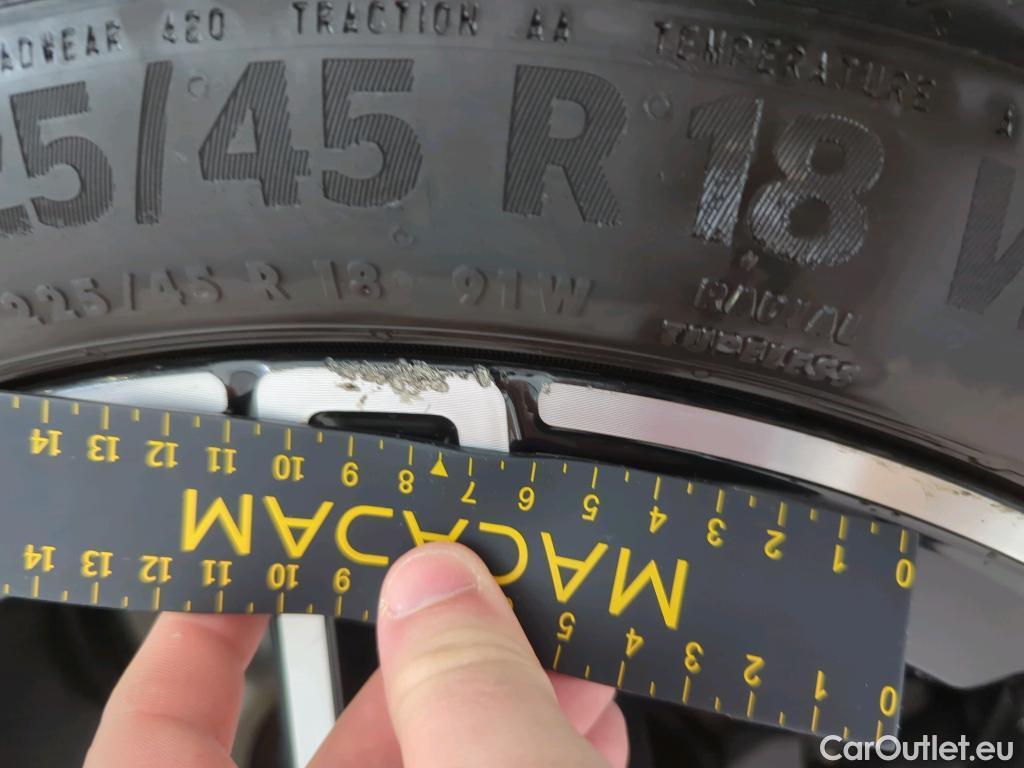 420 TRACTION AA TEMPERATURE A
25/45 R 18
225/45 R 18 91W
RADIAL
TUBELESS
14 13 12 11 10 9 8 7 6 5 4 3 2 1 0
MACADAM
14 13 12 11 10 9 5 4 3 2 1 0
CarOutlet.eu